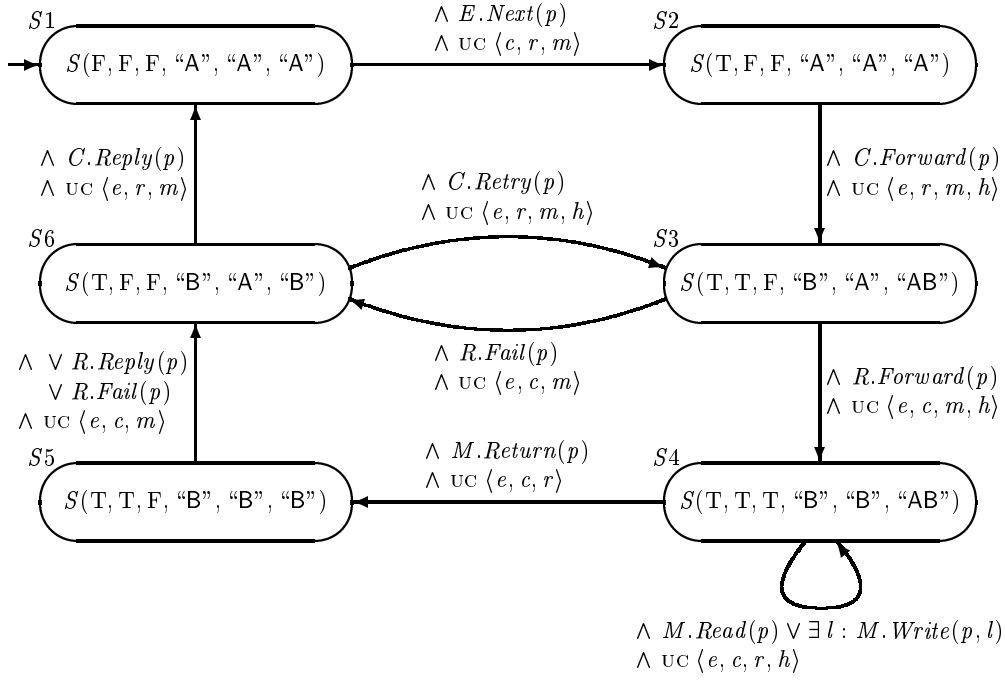 S1
S(F, F, F, “A”, “A”, “A”)
∧ E.Next(p)
∧ UC ⟨c, r, m⟩
S2
S(T, F, F, “A”, “A”, “A”)
∧ C.Reply(p)
∧ UC ⟨e, r, m⟩
∧ C.Retry(p)
∧ UC ⟨e, r, m, h⟩
∧ C.Forward(p)
∧ UC ⟨e, r, m, h⟩
S6
S(T, F, F, “B”, “A”, “B”)
S3
S(T, T, F, “B”, “A”, “AB”)
∧ ∨ R.Reply(p)
∨ R.Fail(p)
∧ UC ⟨e, c, m⟩
∧ R.Fail(p)
∧ UC ⟨e, c, m⟩
∧ R.Forward(p)
∧ UC ⟨e, c, m, h⟩
S5
S(T, T, F, “B”, “B”, “B”)
∧ M.Return(p)
∧ UC ⟨e, c, r⟩
S4
S(T, T, T, “B”, “B”, “AB”)
∧ M.Read(p) ∨ ∃ l : M.Write(p, l)
∧ UC ⟨e, c, r, h⟩